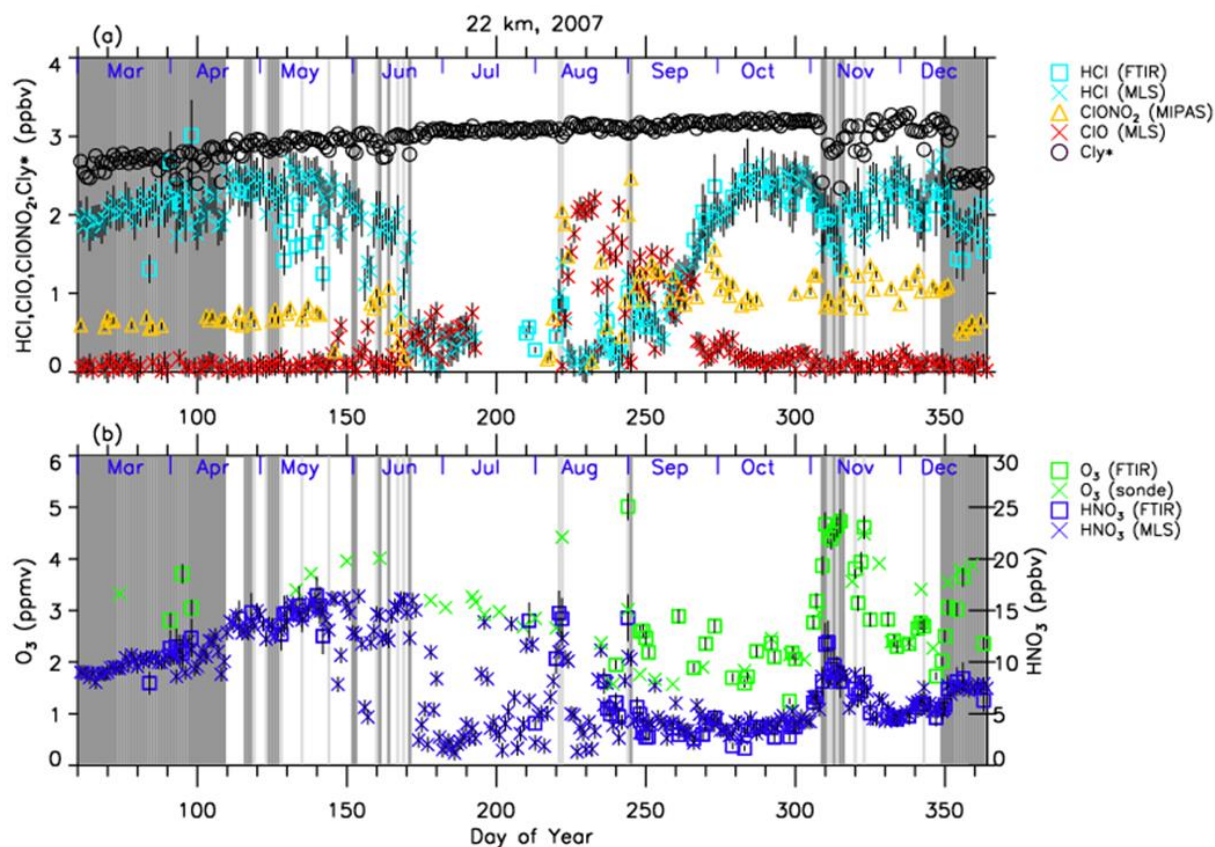 22 km, 2007
(a)
Mar Apr May Jun Jul Aug Sep Oct Nov Dec
HCl,ClO,ClONO₂,Cly* (ppbv)
4
3
2
1
0
100 150 200 250 300 350
HCl (FTIR)
HCl (MLS)
ClONO₂ (MIPAS)
ClO (MLS)
Cly*
(b)
Mar Apr May Jun Jul Aug Sep Oct Nov Dec
O₃ (ppmv)
6
5
4
3
2
1
0
30
25
20
15
10
5
0
HNO₃ (ppbv)
100 150 200 250 300 350
Day of Year
O₃ (FTIR)
O₃ (sonde)
HNO₃ (FTIR)
HNO₃ (MLS)